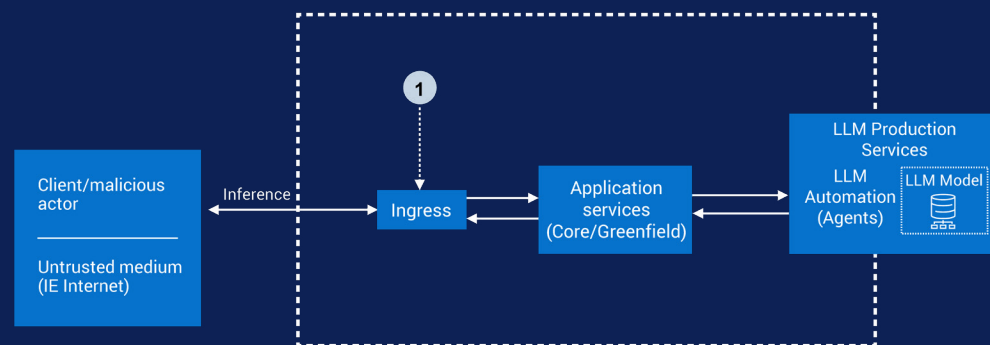 1
Client/malicious
actor
Untrusted medium
(IE Internet)
Inference
Ingress
Application
services
(Core/Greenfield)
LLM Production
Services
LLM
Automation
(Agents)
LLM Model